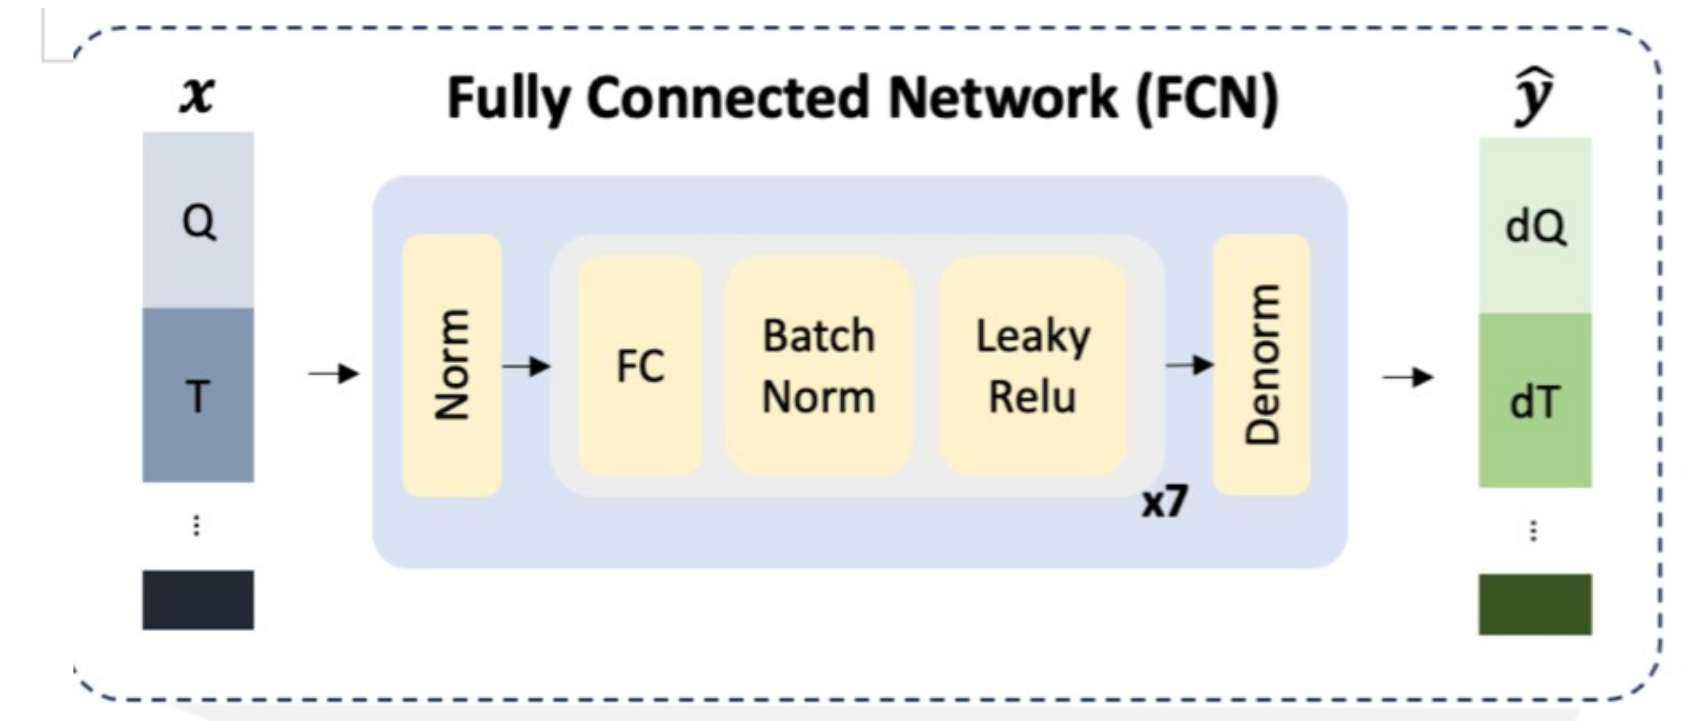 x
Fully Connected Network (FCN)
ŷ
Q
T
⋮
Norm
FC
Batch
Norm
Leaky
Relu
x7
Denorm
dQ
dT
⋮